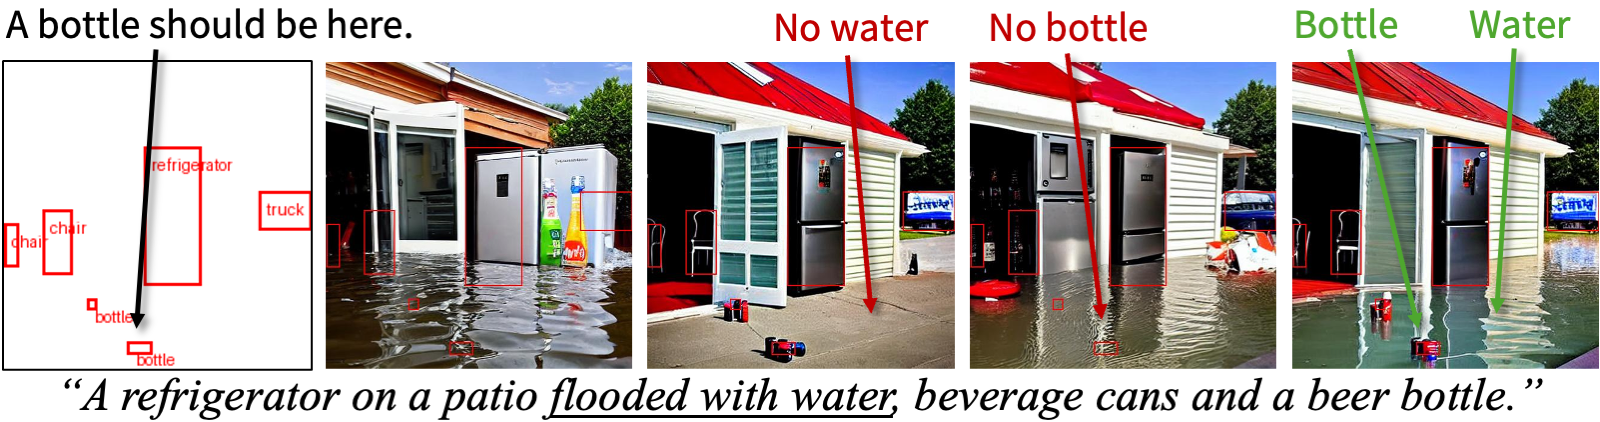 A bottle should be here.
No water
No bottle
Bottle
Water
refrigerator
truck
chair
chair
bottle
bottle
“A refrigerator on a patio flooded with water, beverage cans and a beer bottle.”